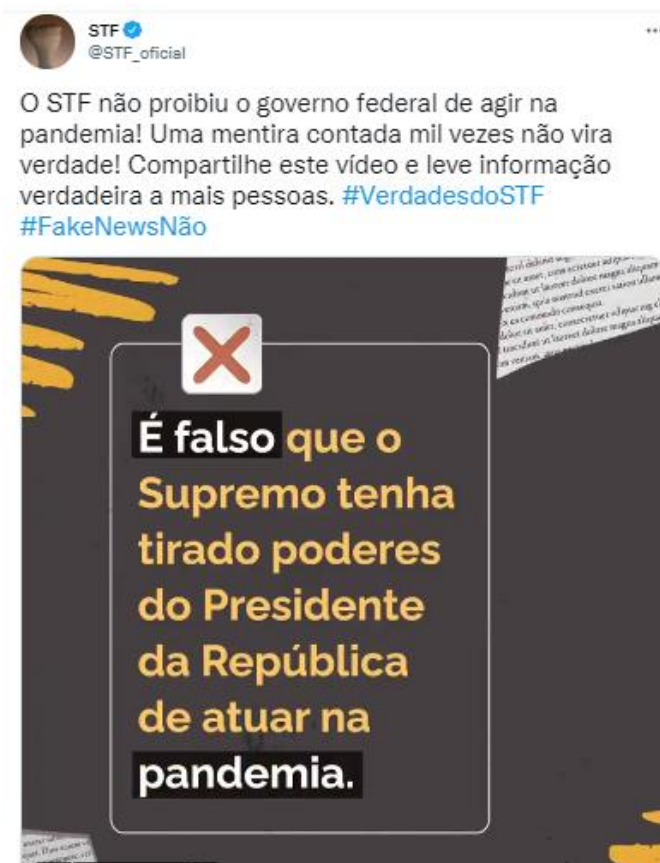 STF
@STF_oficial
O STF não proibiu o governo federal de agir na
pandemia! Uma mentira contada mil vezes não vira
verdade! Compartilhe este vídeo e leve informação
verdadeira a mais pessoas. #VerdadesdoSTF
#FakeNewsNão
É falso que o
Supremo tenha
tirado poderes
do Presidente
da República
de atuar na
pandemia.